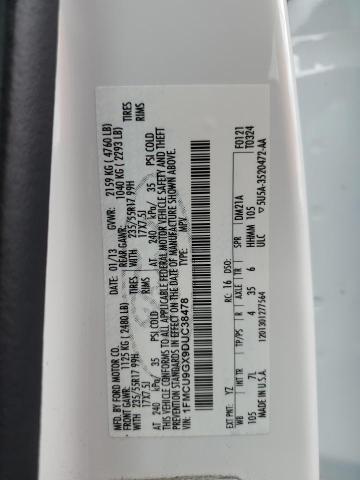 MFD. BY FORD MOTOR CO. 01/13 GVWR: 2159 KG (4760 LB)
FRONT GAWR: REAR GAWR:
1125 KG (2480 LB) 1040 KG (2293 LB)
WITH TIRES WITH TIRES
235/55R17 99H RIMS 235/55R17 99H RIMS
17X7.5J 17X7.5J
AT 240 kPa/ 35 PSI COLD AT 240 kPa/ 35 PSI COLD
THIS VEHICLE CONFORMS TO ALL APPLICABLE FEDERAL MOTOR VEHICLE SAFETY AND THEFT
PREVENTION STANDARDS IN EFFECT ON THE DATE OF MANUFACTURE SHOWN ABOVE.
VIN: 1FMCU9GX9DUC38478
TYPE: MPV
F0121
T0324
EXT PNT: YZ RC: 16 DSO:
WB INTTR TP/PS R AXLE TR SPR DM21A
105 7L 4 35 6 HHMM 105
MADE IN U.S.A. ULC
1201301277564 5U5A-3520472-AA